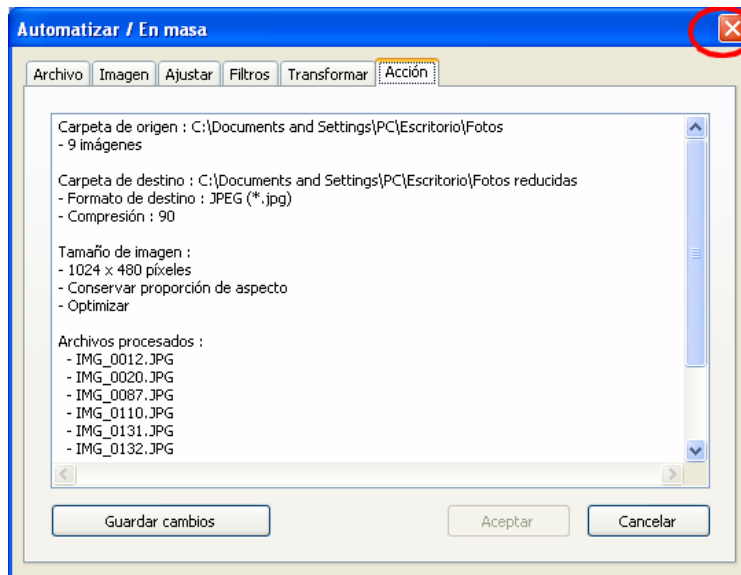 Automatizar / En masa
Archivo Imagen Ajustar Filtros Transformar Acción
Carpeta de origen : C:\Documents and Settings\PC\Escritorio\Fotos
- 9 imágenes
Carpeta de destino : C:\Documents and Settings\PC\Escritorio\Fotos reducidas
- Formato de destino : JPEG (*.jpg)
- Compresión : 90
Tamaño de imagen :
- 1024 x 480 píxeles
- Conservar proporción de aspecto
- Optimizar
Archivos procesados :
- IMG_0012.JPG
- IMG_0020.JPG
- IMG_0087.JPG
- IMG_0110.JPG
- IMG_0131.JPG
- IMG_0132.JPG
Guardar cambios Aceptar Cancelar